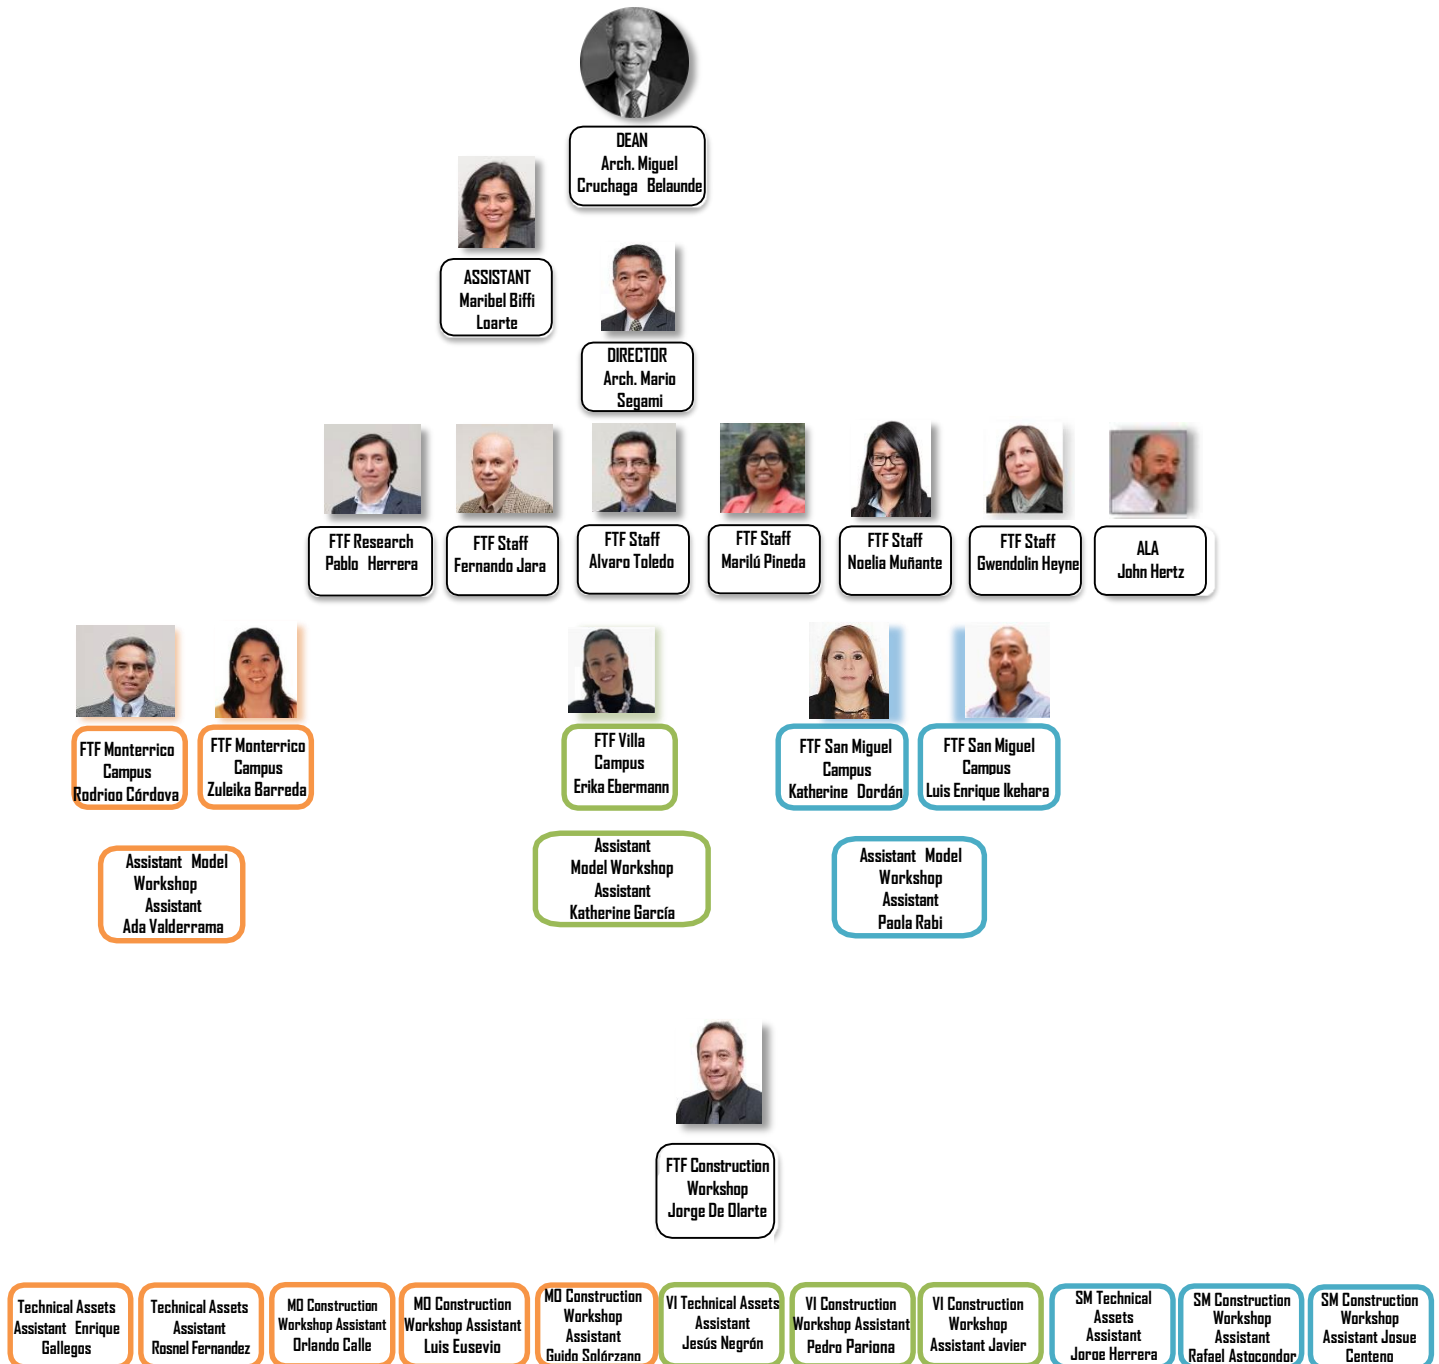 DEAN
Arch. Miguel
Cruchaga Belaunde
ASSISTANT
Maribel Biffi
Loarte
DIRECTOR
Arch. Mario
Segami
FTF Research
Pablo Herrera
FTF Staff
Fernando Jara
FTF Staff
Alvaro Toledo
FTF Staff
Marilú Pineda
FTF Staff
Noelia Muñante
FTF Staff
Gwendolin Heyne
ALA
John Hertz
FTF Monterrico
Campus
Rodrigo Córdova
FTF Monterrico
Campus
Zuleika Barreda
FTF Villa
Campus
Erika Ebermann
FTF San Miguel
Campus
Katherine Dordán
FTF San Miguel
Campus
Luis Enrique Ikehara
Assistant Model
Workshop
Assistant
Ada Valderrama
Assistant
Model Workshop
Assistant
Katherine García
Assistant Model
Workshop
Assistant
Paola Rabi
FTF Construction
Workshop
Jorge De Olarte
Technical Assets
Assistant Enrique
Gallegos
Technical Assets
Assistant
Rosnel Fernandez
MO Construction
Workshop Assistant
Orlando Calle
MO Construction
Workshop Assistant
Luis Eusevio
MO Construction
Workshop
Assistant
Guido Solórzano
VI Technical Assets
Assistant
Jesús Negrón
VI Construction
Workshop Assistant
Pedro Pariona
VI Construction
Workshop
Assistant Javier
SM Technical
Assets
Assistant
Jorge Herrera
SM Construction
Workshop
Assistant
Rafael Astocondor
SM Construction
Workshop
Assistant Josue
Centeno